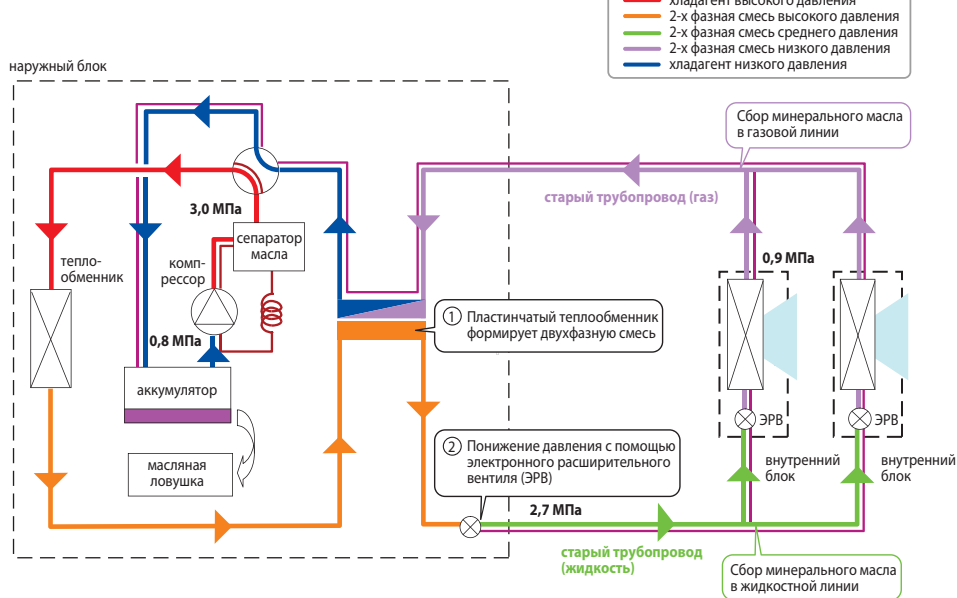 хладагент высокого давления
2-х фазная смесь высокого давления
2-х фазная смесь среднего давления
2-х фазная смесь низкого давления
хладагент низкого давления
наружный блок
Сбор минерального масла
в газовой линии
старый трубопровод (газ)
3,0 МПа
сепаратор
масла
тепло-
обменник
комп-
рессор
0,9 МПа
① Пластинчатый теплообменник
формирует двухфазную смесь
0,8 МПа
аккумулятор
масляная
ловушка
② Понижение давления с помощью
электронного расширительного
вентиля (ЭРВ)
ЭРВ
ЭРВ
внутренний
блок
внутренний
блок
2,7 МПа
старый трубопровод
(жидкость)
Сбор минерального масла
в жидкостной линии